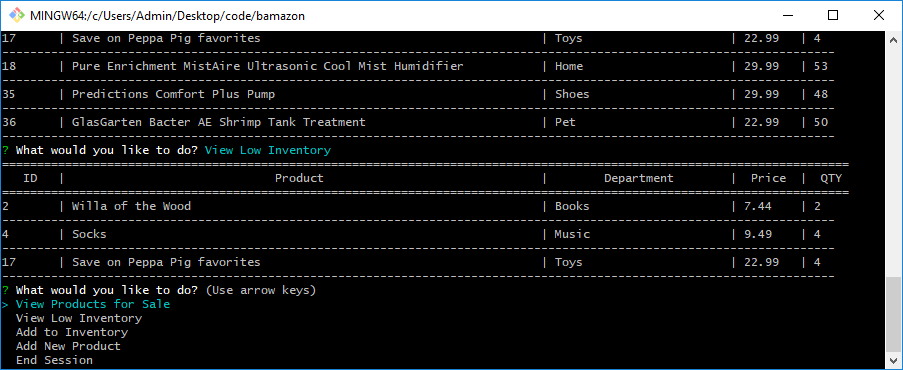 MINGW64:/c/Users/Admin/Desktop/code/bamazon
17 | Save on Peppa Pig favorites | Toys | 22.99 | 4
--------------------------------------------------
18 | Pure Enrichment MistAire Ultrasonic Cool Mist Humidifier | Home | 29.99 | 53
--------------------------------------------------
35 | Predictions Comfort Plus Pump | Shoes | 29.99 | 48
--------------------------------------------------
36 | GlasGarten Bacter AE Shrimp Tank Treatment | Pet | 22.99 | 50
--------------------------------------------------
? What would you like to do? View Low Inventory
==================================================
ID | Product | Department | Price | QTY
==================================================
2 | Willa of the Wood | Books | 7.44 | 2
--------------------------------------------------
4 | Socks | Music | 9.49 | 4
--------------------------------------------------
17 | Save on Peppa Pig favorites | Toys | 22.99 | 4
--------------------------------------------------
? What would you like to do? (Use arrow keys)
> View Products for Sale
View Low Inventory
Add to Inventory
Add New Product
End Session